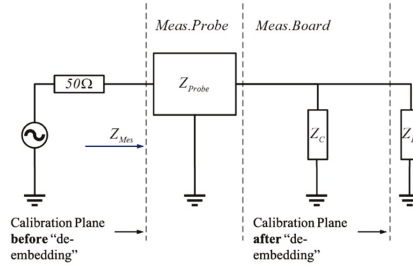 Meas.Probe Meas.Board
50Ω
Z_Probe
Z_Mes
Z_C
Calibration Plane
before “de-
embedding”
Calibration Plane
after “de-
embedding”